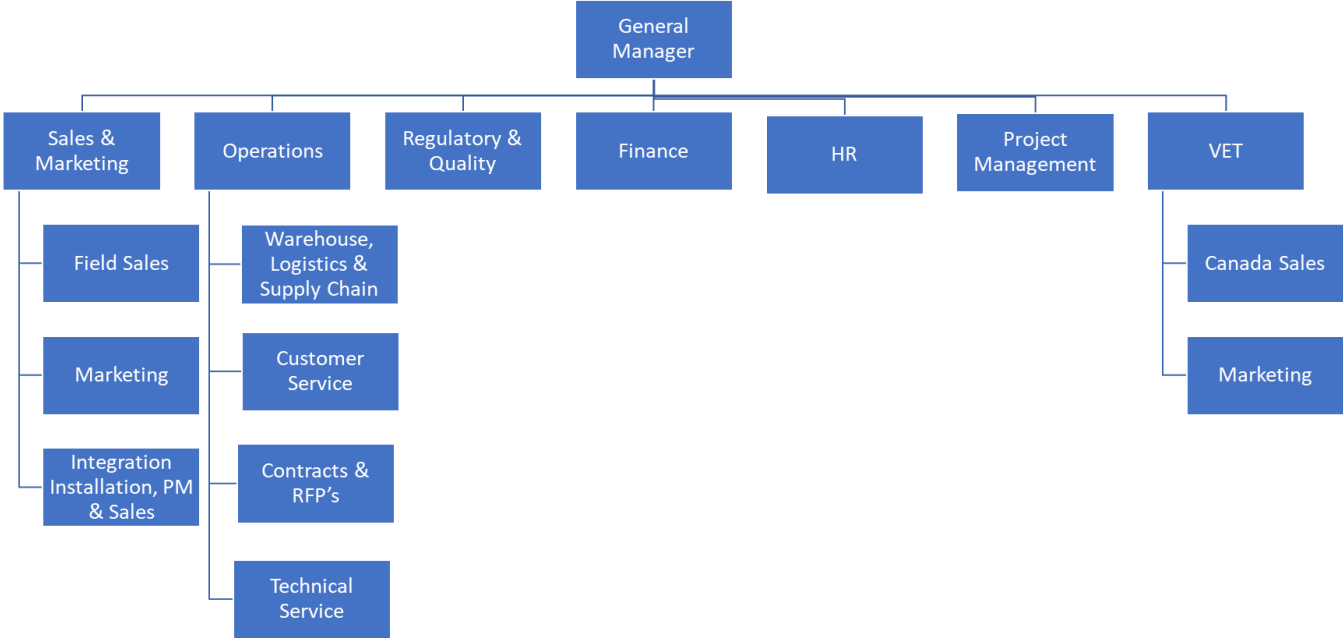 General
Manager
Sales &
Marketing
Operations
Regulatory &
Quality
Finance
HR
Project
Management
VET
Field Sales
Warehouse,
Logistics &
Supply Chain
Canada Sales
Marketing
Customer
Service
Marketing
Integration
Installation, PM
& Sales
Contracts &
RFP’s
Technical
Service